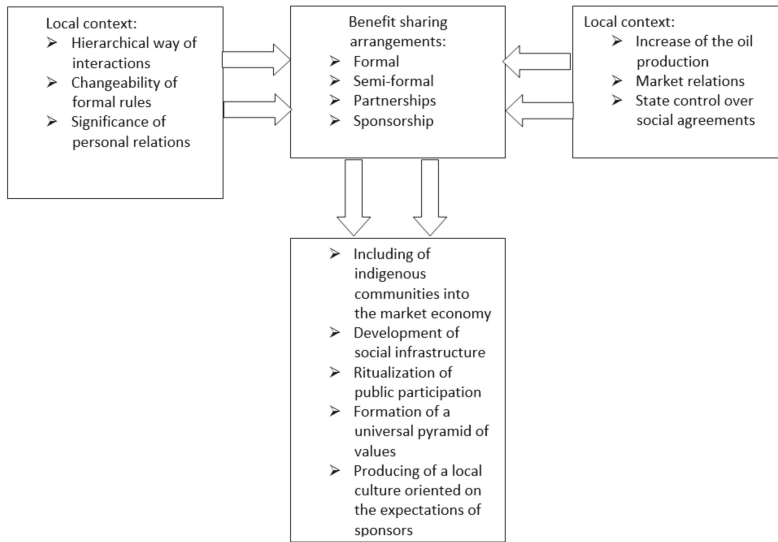 Local context:
➢ Hierarchical way of
interactions
➢ Changeability of
formal rules
➢ Significance of
personal relations
Benefit sharing
arrangements:
➢ Formal
➢ Semi-formal
➢ Partnerships
➢ Sponsorship
Local context:
➢ Increase of the oil
production
➢ Market relations
➢ State control over
social agreements
➢ Including of
indigenous
communities into
the market economy
➢ Development of
social infrastructure
➢ Ritualization of
public participation
➢ Formation of a
universal pyramid of
values
➢ Producing of a local
culture oriented on
the expectations of
sponsors